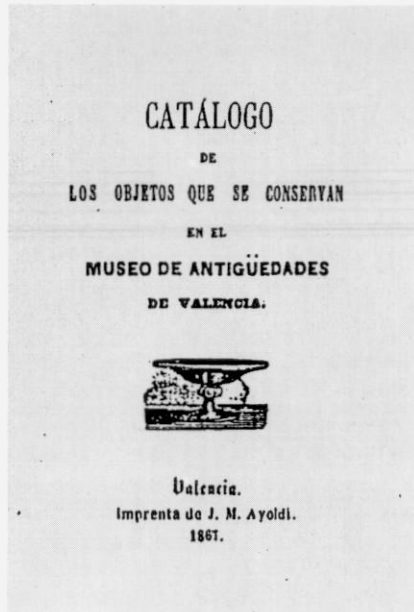 CATÁLOGO
DE
LOS OBJETOS QUE SE CONSERVAN
EN EL
MUSEO DE ANTIGÜEDADES
DE VALENCIA.
Valencia.
Imprenta de J. M. Ayoldi.
1867.